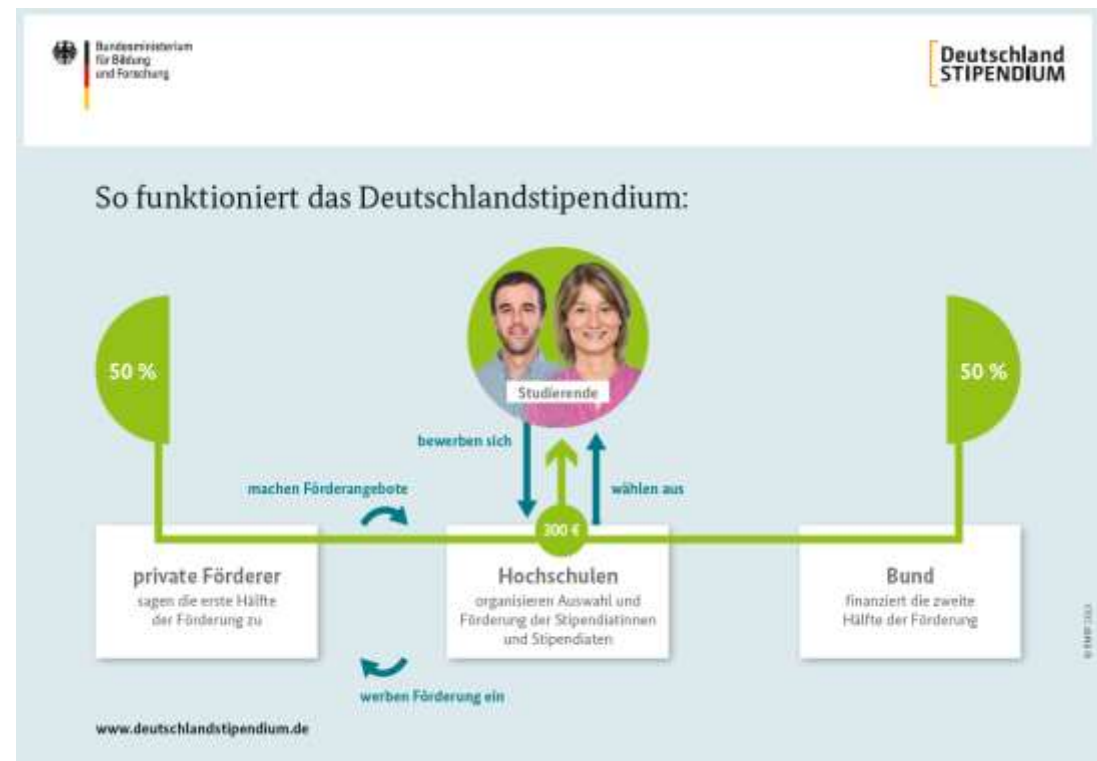 Bundesministerium
für Bildung
und Forschung
Deutschland
STIPENDIUM
So funktioniert das Deutschlandstipendium:
50 %
50 %
Studierende
bewerben sich
machen Förderangebote
wählen aus
300 €
private Förderer
sagen die erste Hälfte
der Förderung zu
Hochschulen
organisieren Auswahl und
Förderung der Stipendiatinnen
und Stipendiaten
Bund
finanziert die zweite
Hälfte der Förderung
werben Förderung ein
www.deutschlandstipendium.de